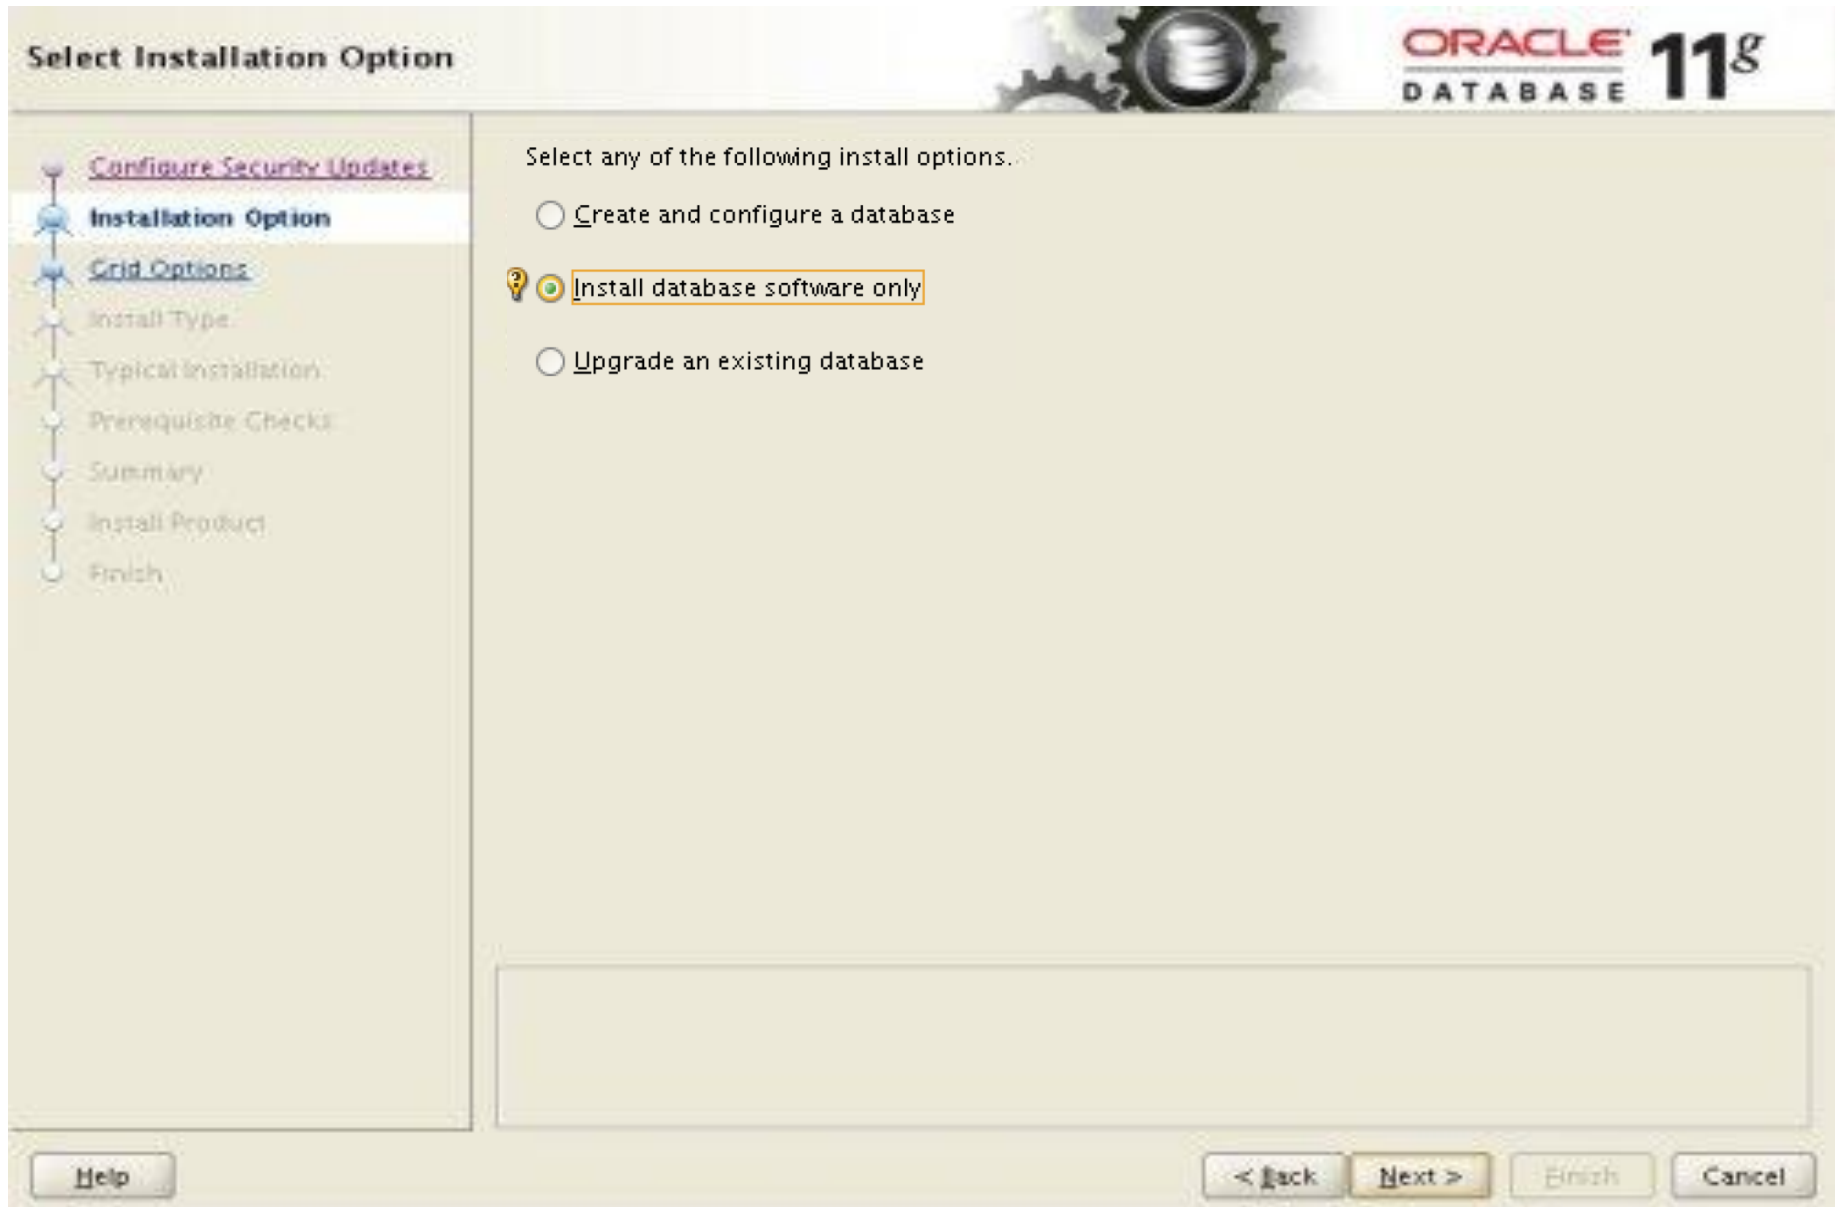 Select Installation Option
ORACLE
DATABASE
11g
Configure Security Updates
Installation Option
Grid Options
Install Type
Typical Installation
Prerequisite Checks
Summary
Install Product
Finish
Select any of the following install options.
Create and configure a database
Install database software only
Upgrade an existing database
Help
< Back
Next >
Finish
Cancel